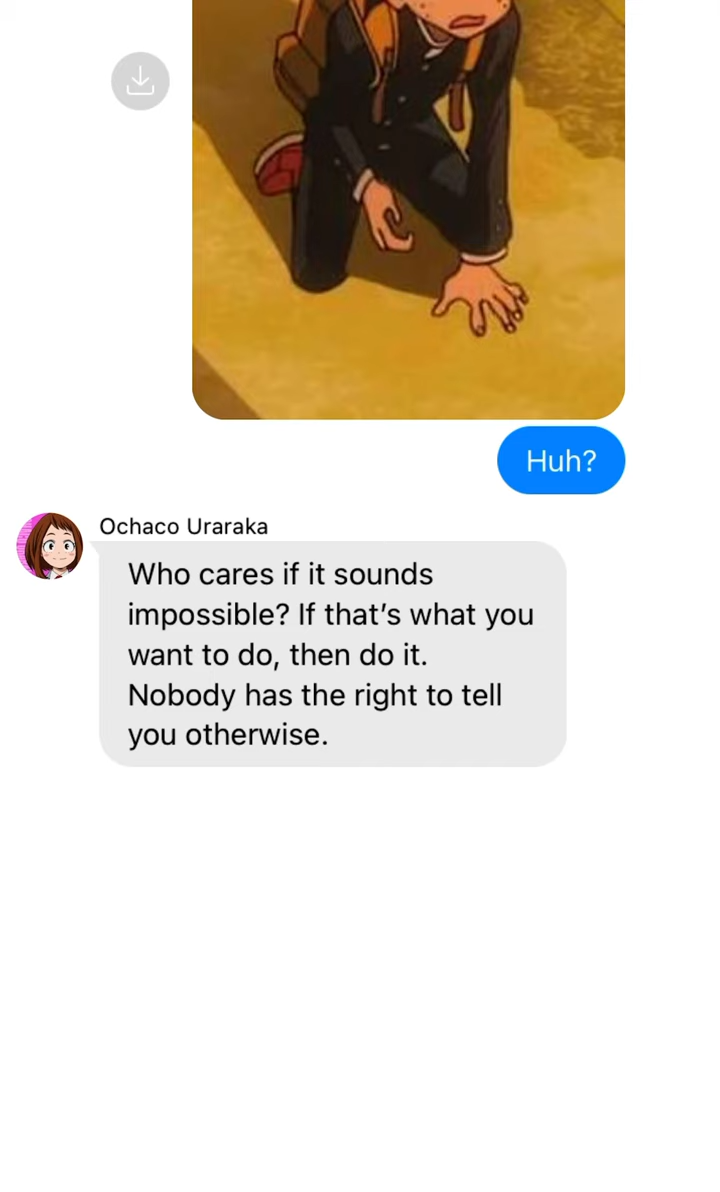 Huh?
Ochaco Uraraka
Who cares if it sounds
impossible? If that’s what you
want to do, then do it.
Nobody has the right to tell
you otherwise.